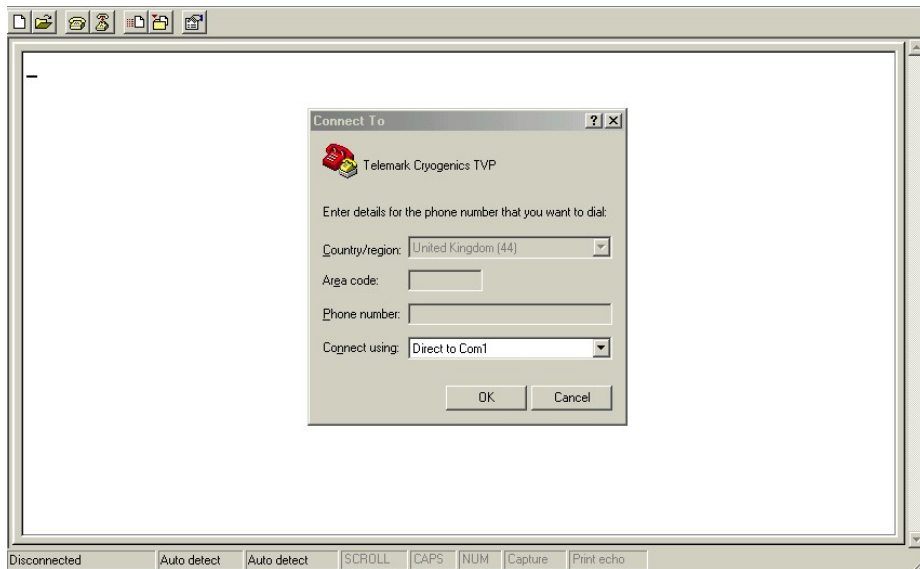 Connect To
Telemark Cryogenics TVP
Enter details for the phone number that you want to dial:
Country/region: United Kingdom (44)
Area code:
Phone number:
Connect using: Direct to Com1
OK Cancel
Disconnected Auto detect Auto detect SCROLL CAPS NUM Capture Print echo